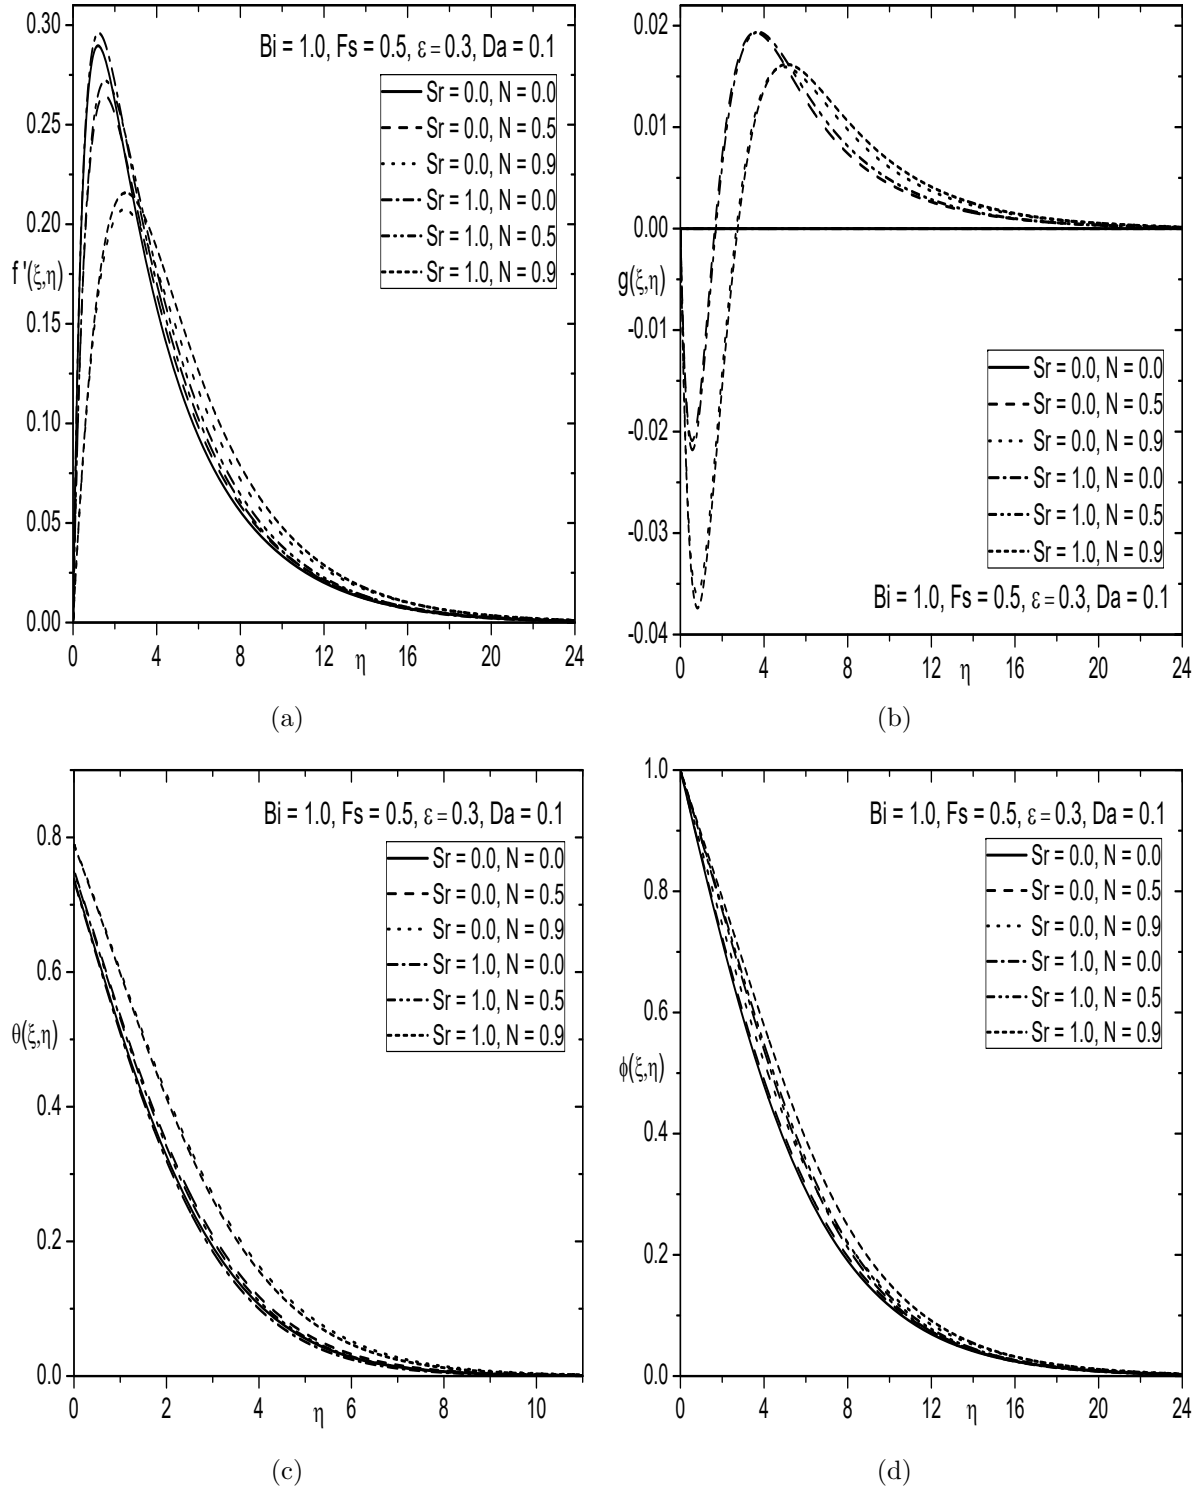 0.30
0.25
0.20
0.15
0.10
0.05
0.00
f '(ξ,η)
Bi = 1.0, Fs = 0.5, ε = 0.3, Da = 0.1
Sr = 0.0, N = 0.0
Sr = 0.0, N = 0.5
Sr = 0.0, N = 0.9
Sr = 1.0, N = 0.0
Sr = 1.0, N = 0.5
Sr = 1.0, N = 0.9
0 4 8 12 16 20 24
η
(a)
0.02
0.01
0.00
-0.01
-0.02
-0.03
-0.04
g(ξ,η)
Sr = 0.0, N = 0.0
Sr = 0.0, N = 0.5
Sr = 0.0, N = 0.9
Sr = 1.0, N = 0.0
Sr = 1.0, N = 0.5
Sr = 1.0, N = 0.9
Bi = 1.0, Fs = 0.5, ε = 0.3, Da = 0.1
0 4 8 12 16 20 24
η
(b)
0.8
0.6
0.4
0.2
0.0
θ(ξ,η)
Bi = 1.0, Fs = 0.5, ε = 0.3, Da = 0.1
Sr = 0.0, N = 0.0
Sr = 0.0, N = 0.5
Sr = 0.0, N = 0.9
Sr = 1.0, N = 0.0
Sr = 1.0, N = 0.5
Sr = 1.0, N = 0.9
0 2 4 6 8 10
η
(c)
1.0
0.8
0.6
0.4
0.2
0.0
ϕ(ξ,η)
Bi = 1.0, Fs = 0.5, ε = 0.3, Da = 0.1
Sr = 0.0, N = 0.0
Sr = 0.0, N = 0.5
Sr = 0.0, N = 0.9
Sr = 1.0, N = 0.0
Sr = 1.0, N = 0.5
Sr = 1.0, N = 0.9
0 4 8 12 16 20 24
η
(d)